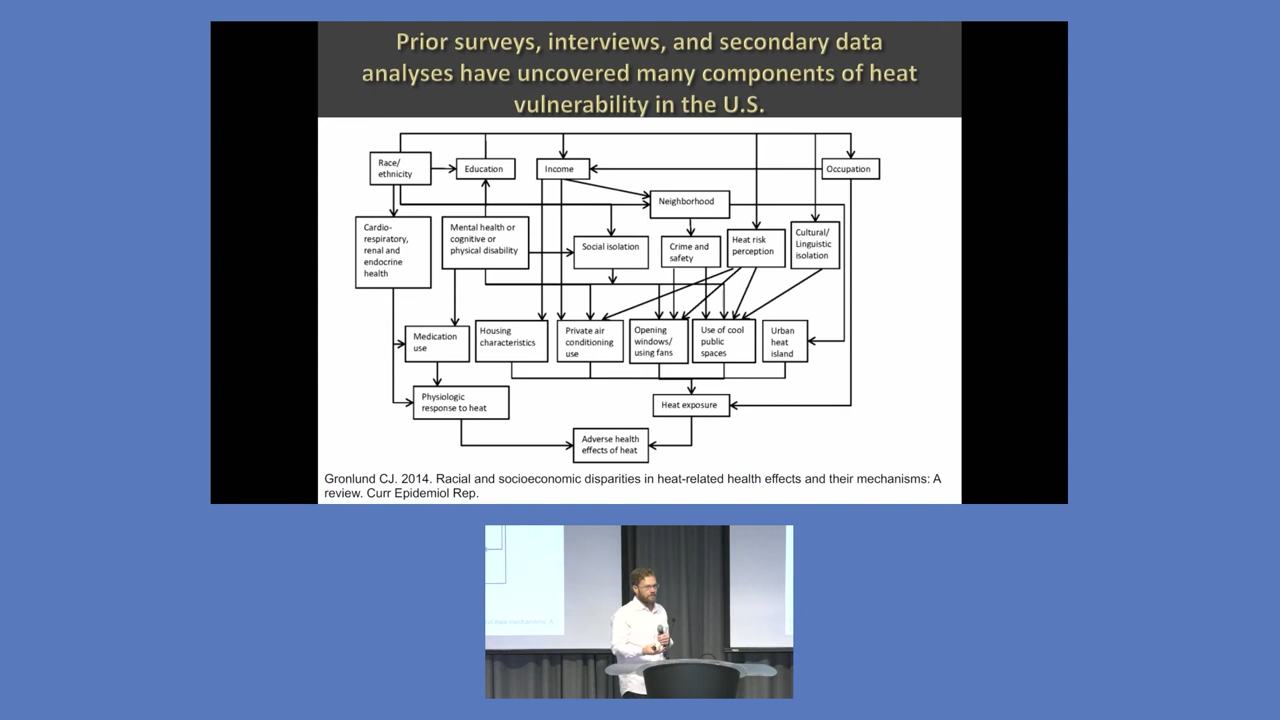 Prior surveys, interviews, and secondary data
analyses have uncovered many components of heat
vulnerability in the U.S.
Race/
ethnicity
Education
Income
Occupation
Neighborhood
Cardio-
respiratory,
renal and
endocrine
health
Mental health or
cognitive or
physical disability
Social isolation
Crime and
safety
Heat risk
perception
Cultural/
Linguistic
isolation
Medication
use
Housing
characteristics
Private air
conditioning
use
Opening
windows/
using fans
Use of cool
public
spaces
Urban
heat
island
Physiologic
response to heat
Heat exposure
Adverse health
effects of heat
Gronlund CJ. 2014. Racial and socioeconomic disparities in heat-related health effects and their mechanisms: A
review. Curr Epidemiol Rep.